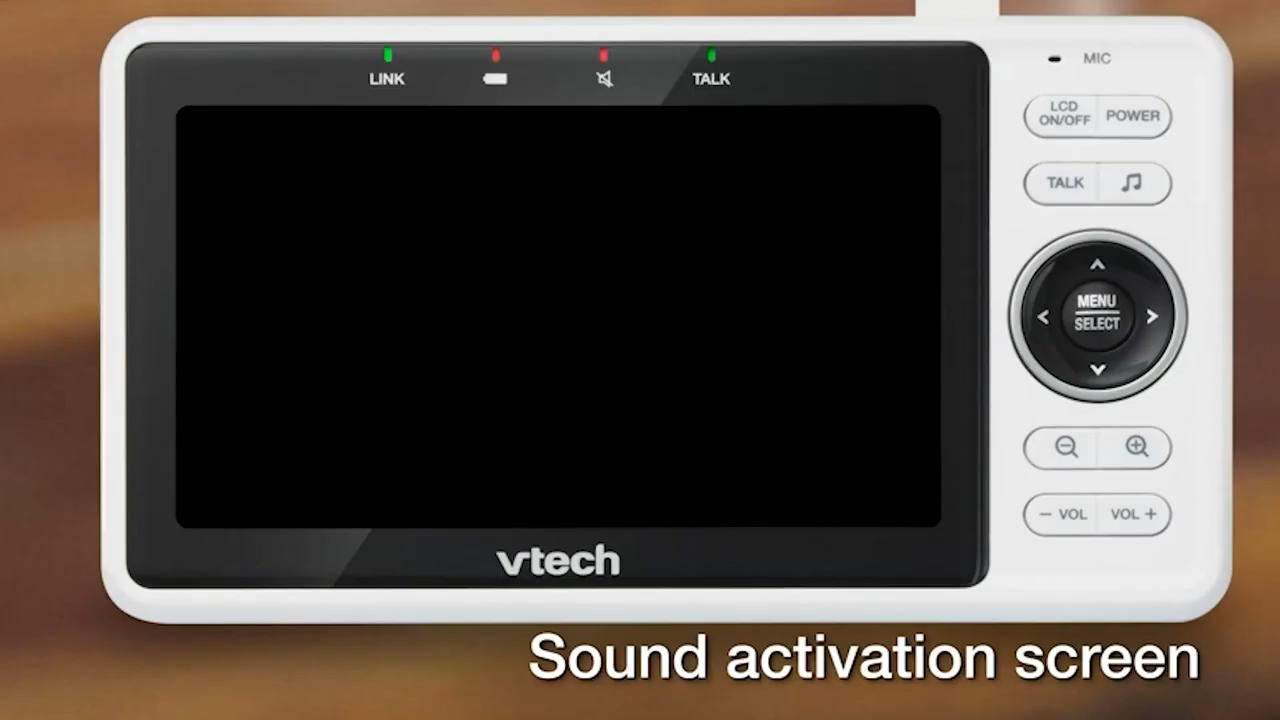 LINK
TALK
MIC
LCD ON/OFF
POWER
TALK
MENU
SELECT
− VOL
VOL +
vtech
Sound activation screen